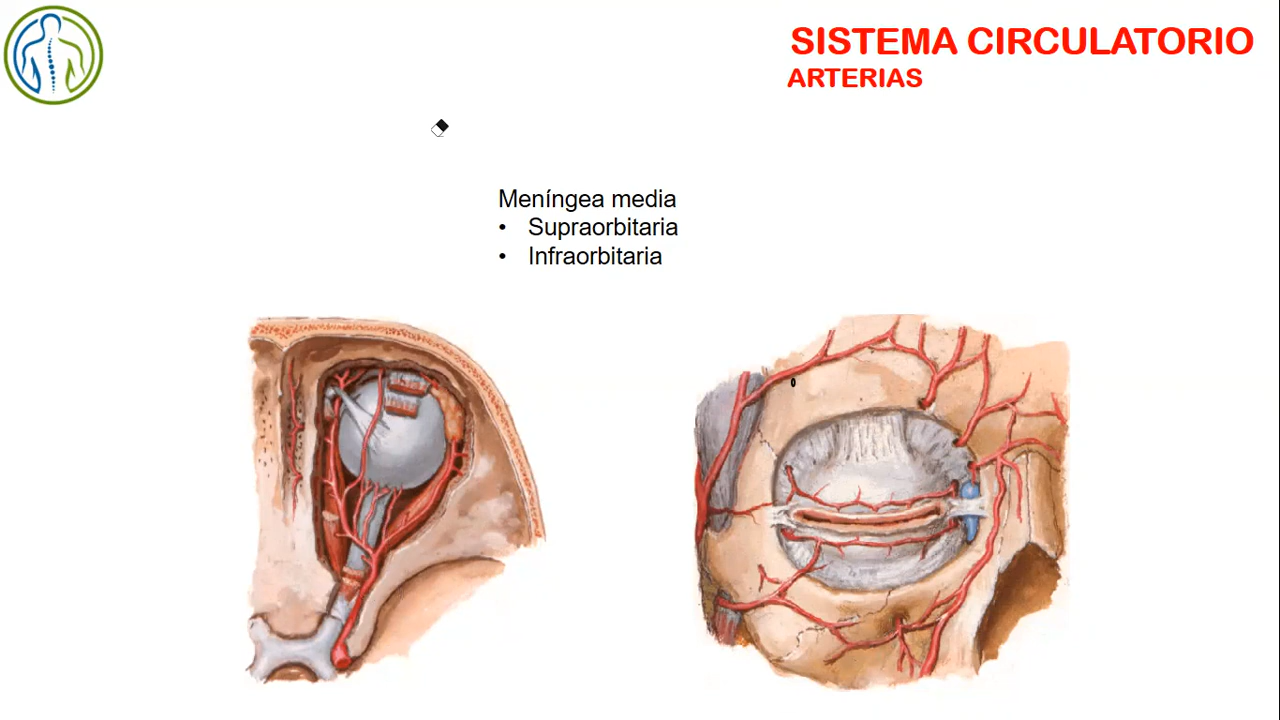 SISTEMA CIRCULATORIO
ARTERIAS
Meníngea media
• Supraorbitaria
• Infraorbitaria